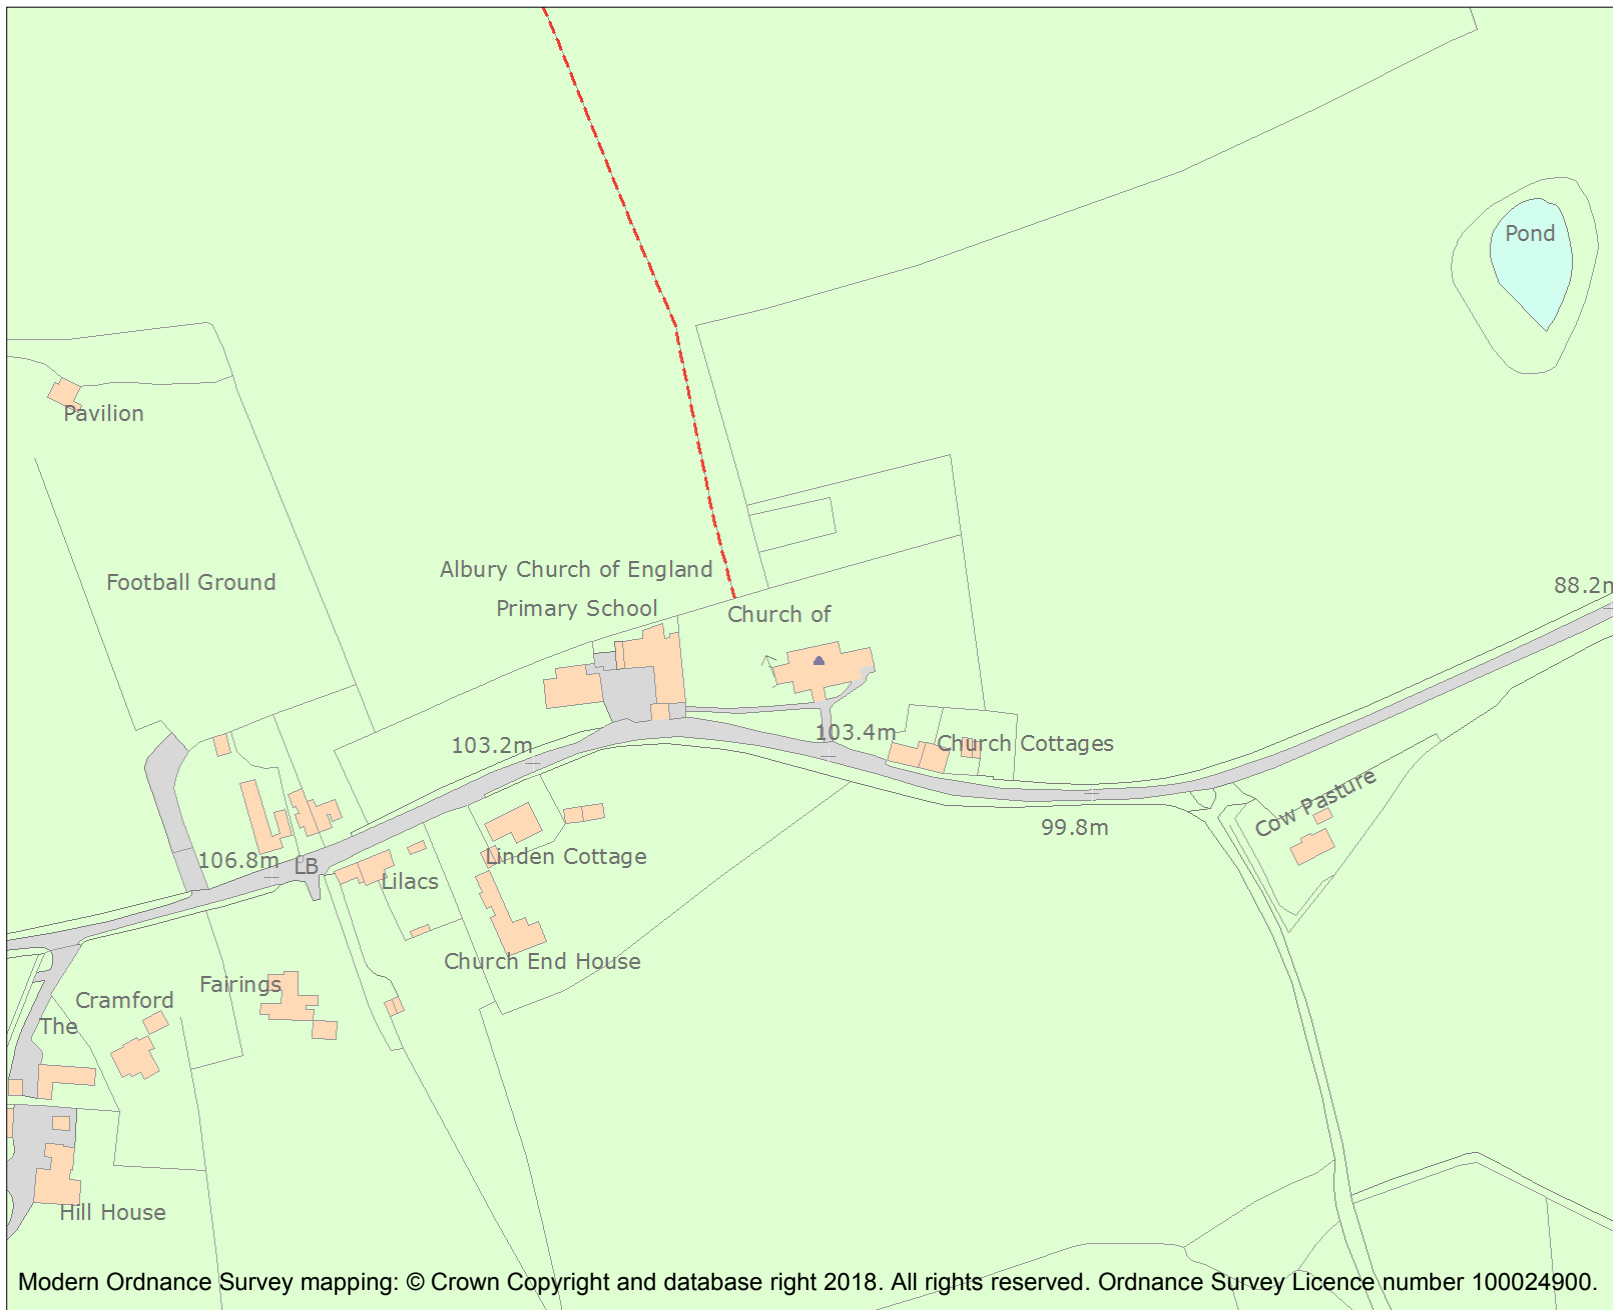 Pond
Pavilion
Football Ground
Albury Church of England
Primary School
Church of
88.2m
103.2m
103.4m
Church Cottages
Cow Pasture
99.8m
106.8m
LB
Linden Cottage
Lilacs
Church End House
Fairings
Cramford
The
Hill House
Modern Ordnance Survey mapping: © Crown Copyright and database right 2018. All rights reserved. Ordnance Survey Licence number 100024900.